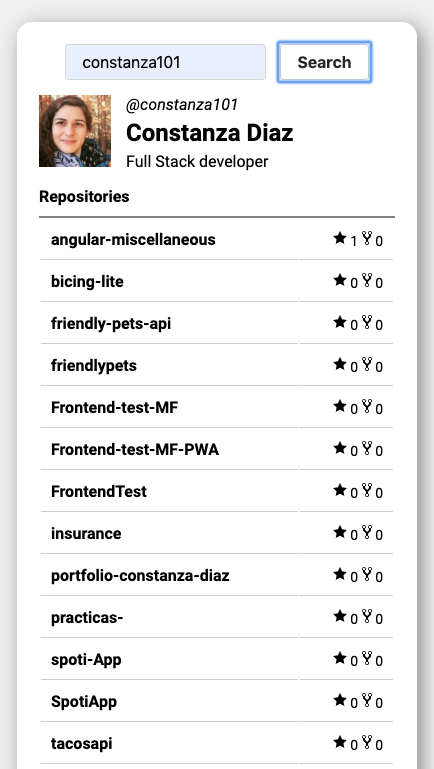 constanza101 Search
@constanza101
Constanza Diaz
Full Stack developer
Repositories
angular-miscellaneous 1 0
bicing-lite 0 0
friendly-pets-api 0 0
friendlypets 0 0
Frontend-test-MF 0 0
Frontend-test-MF-PWA 0 0
FrontendTest 0 0
insurance 0 0
portfolio-constanza-diaz 0 0
practicas- 0 0
spoti-App 0 0
SpotiApp 0 0
tacosapi 0 0